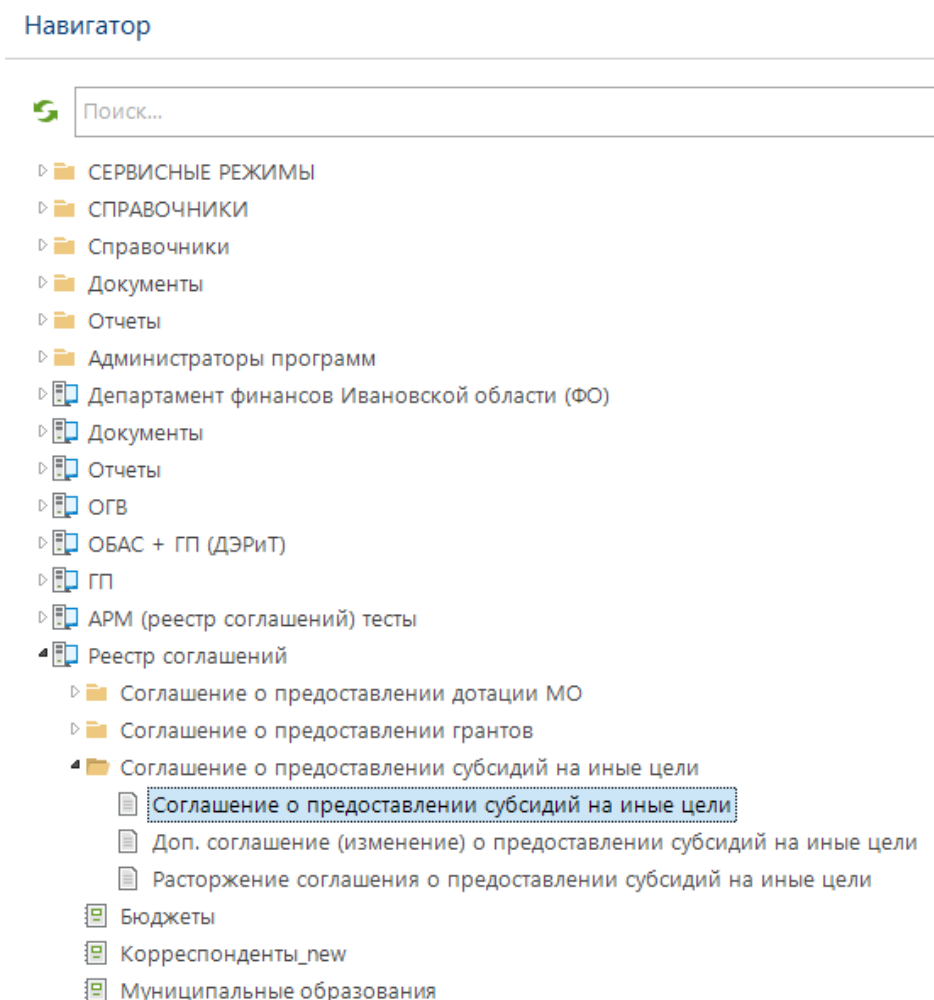 Навигатор
Поиск...
СЕРВИСНЫЕ РЕЖИМЫ
СПРАВОЧНИКИ
Справочники
Документы
Отчеты
Администраторы программ
Департамент финансов Ивановской области (ФО)
Документы
Отчеты
ОГВ
ОБАС + ГП (ДЭРиТ)
ГП
АРМ (реестр соглашений) тесты
Реестр соглашений
Соглашение о предоставлении дотации МО
Соглашение о предоставлении грантов
Соглашение о предоставлении субсидий на иные цели
Соглашение о предоставлении субсидий на иные цели
Доп. соглашение (изменение) о предоставлении субсидий на иные цели
Расторжение соглашения о предоставлении субсидий на иные цели
Бюджеты
Корреспонденты_new
Муниципальные образования